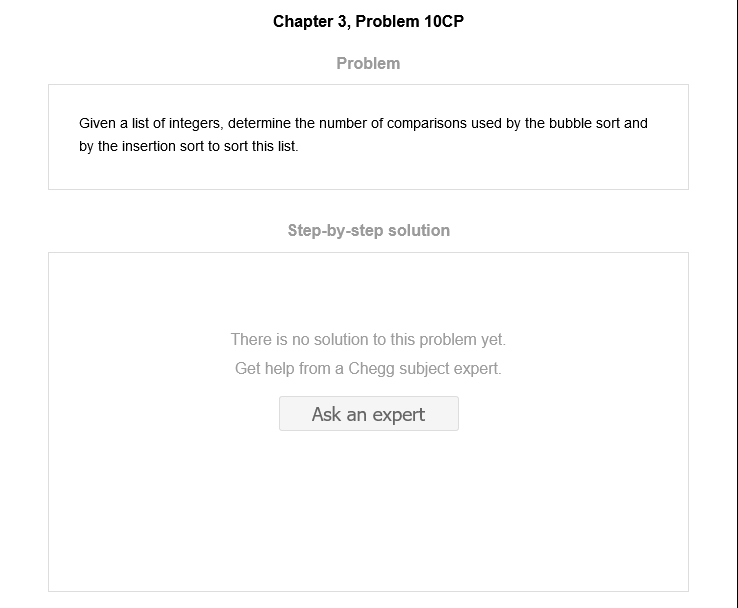 Chapter 3, Problem 10CP
Problem
Given a list of integers, determine the number of comparisons used by the bubble sort and
by the insertion sort to sort this list.
Step-by-step solution
There is no solution to this problem yet.
Get help from a Chegg subject expert.
Ask an expert